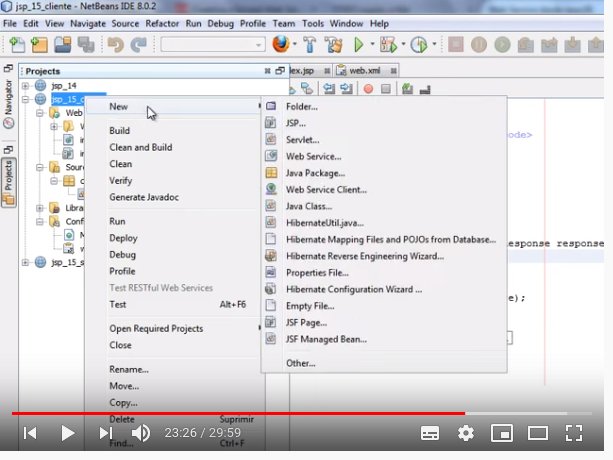 jsp_15_cliente - NetBeans IDE 8.0.2
File Edit View Navigate Source Refactor Run Debug Profile Team Tools Window Help
Projects
ex.jsp
web.xml
Navigator
Projects
jsp_14
jsp_15_c
Web
Sour
Libra
Conf
jsp_15_s
New
Build
Clean and Build
Clean
Verify
Generate Javadoc
Run
Deploy
Debug
Profile
Test RESTful Web Services
Test Alt+F6
Open Required Projects
Close
Rename...
Move...
Copy...
Delete Suprimir
Find... Ctrl+F
Folder...
JSP...
Servlet...
Web Service...
Java Package...
Web Service Client...
Java Class...
HibernateUtil.java...
Hibernate Mapping Files and POJOs from Database...
Hibernate Reverse Engineering Wizard...
Properties File...
Hibernate Configuration Wizard ...
Empty File...
JSF Page...
JSF Managed Bean...
Other...
ode>
esponse response
e);
23:26 / 29:59